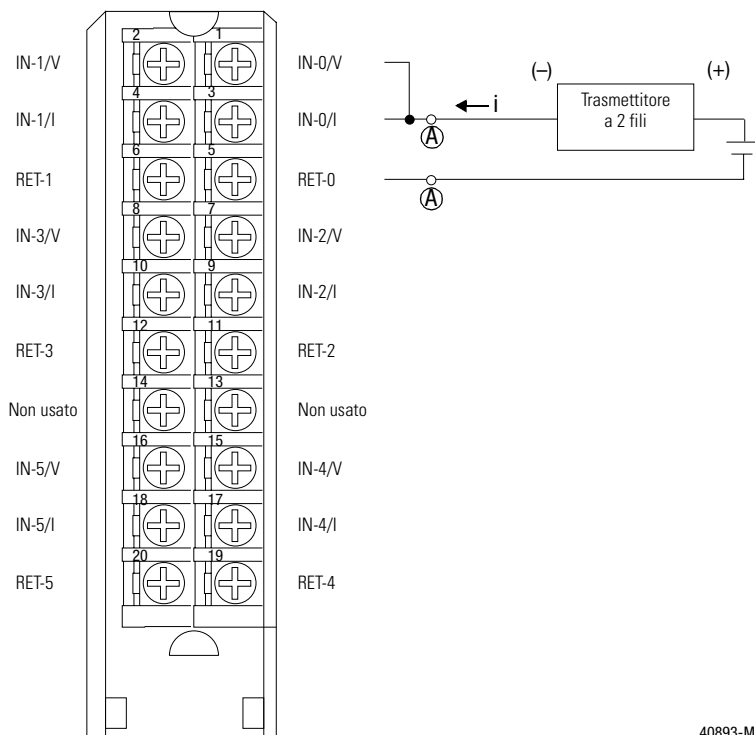 2 1
IN-1/V IN-0/V
4 3
IN-1/I IN-0/I
6 5
RET-1 RET-0
8 7
IN-3/V IN-2/V
10 9
IN-3/I IN-2/I
12 11
RET-3 RET-2
14 13
Non usato Non usato
16 15
IN-5/V IN-4/V
18 17
IN-5/I IN-4/I
20 19
RET-5 RET-4
(–) (+)
i
Trasmettitore
a 2 fili
A
A
40893-M